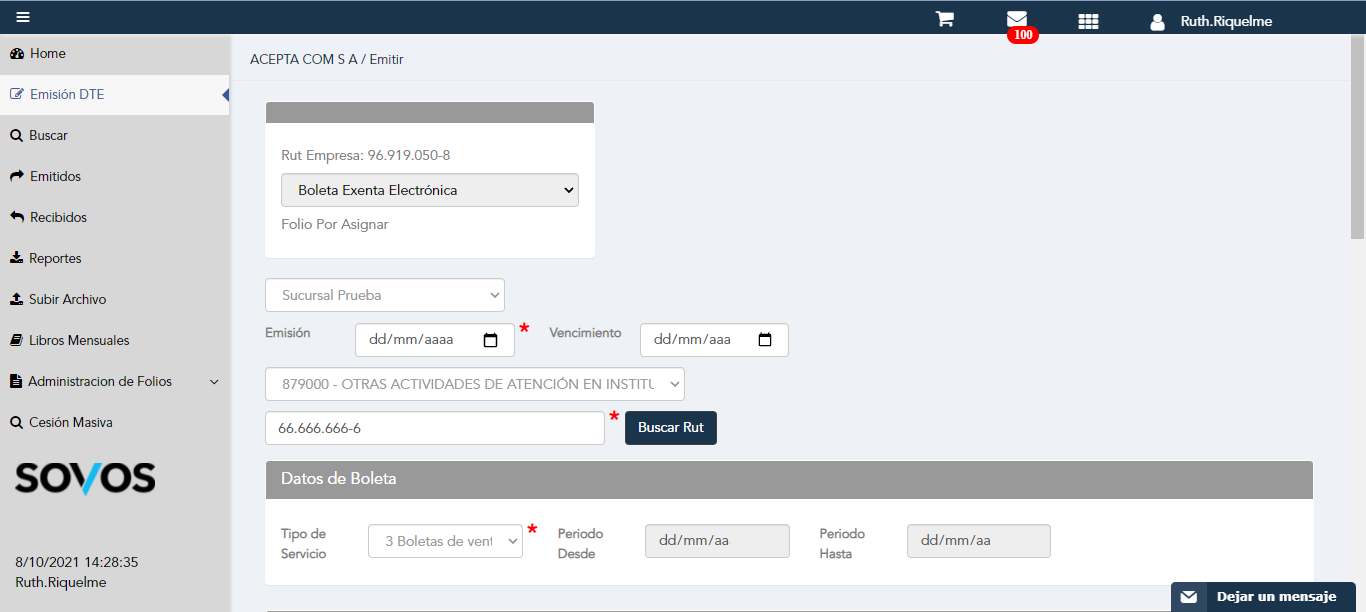 Ruth.Riquelme
100
Home
ACEPTA COM S A / Emitir
Emisión DTE
Buscar
Emitidos
Recibidos
Reportes
Subir Archivo
Libros Mensuales
Administracion de Folios
Cesión Masiva
SOVOS
8/10/2021 14:28:35
Ruth.Riquelme
Rut Empresa: 96.919.050-8
Boleta Exenta Electrónica
Folio Por Asignar
Sucursal Prueba
Emisión dd/mm/aaaa * Vencimiento dd/mm/aaa
879000 - OTRAS ACTIVIDADES DE ATENCIÓN EN INSTITU
66.666.666-6 * Buscar Rut
Datos de Boleta
Tipo de Servicio 3 Boletas de vent * Periodo Desde dd/mm/aa Periodo Hasta dd/mm/aa
Dejar un mensaje